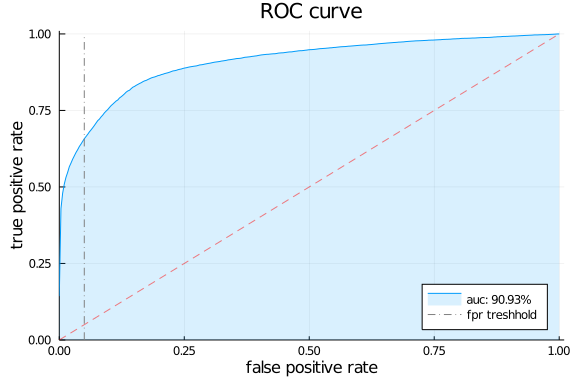 ROC curve
true positive rate
1.00
0.75
0.50
0.25
0.00
0.00 0.25 0.50 0.75 1.00
false positive rate
auc: 90.93%
fpr treshhold